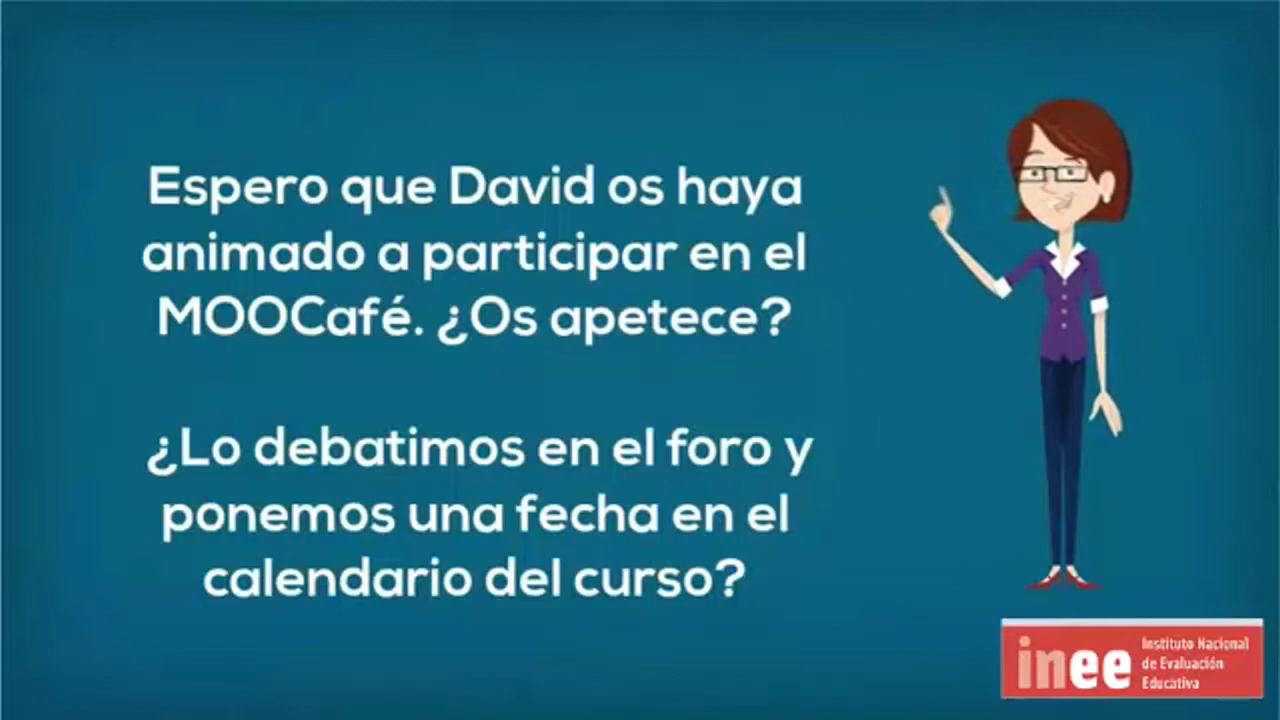 Espero que David os haya
animado a participar en el
MOOCafé. ¿Os apetece?
¿Lo debatimos en el foro y
ponemos una fecha en el
calendario del curso?
inee
Instituto Nacional
de Evaluación
Educativa